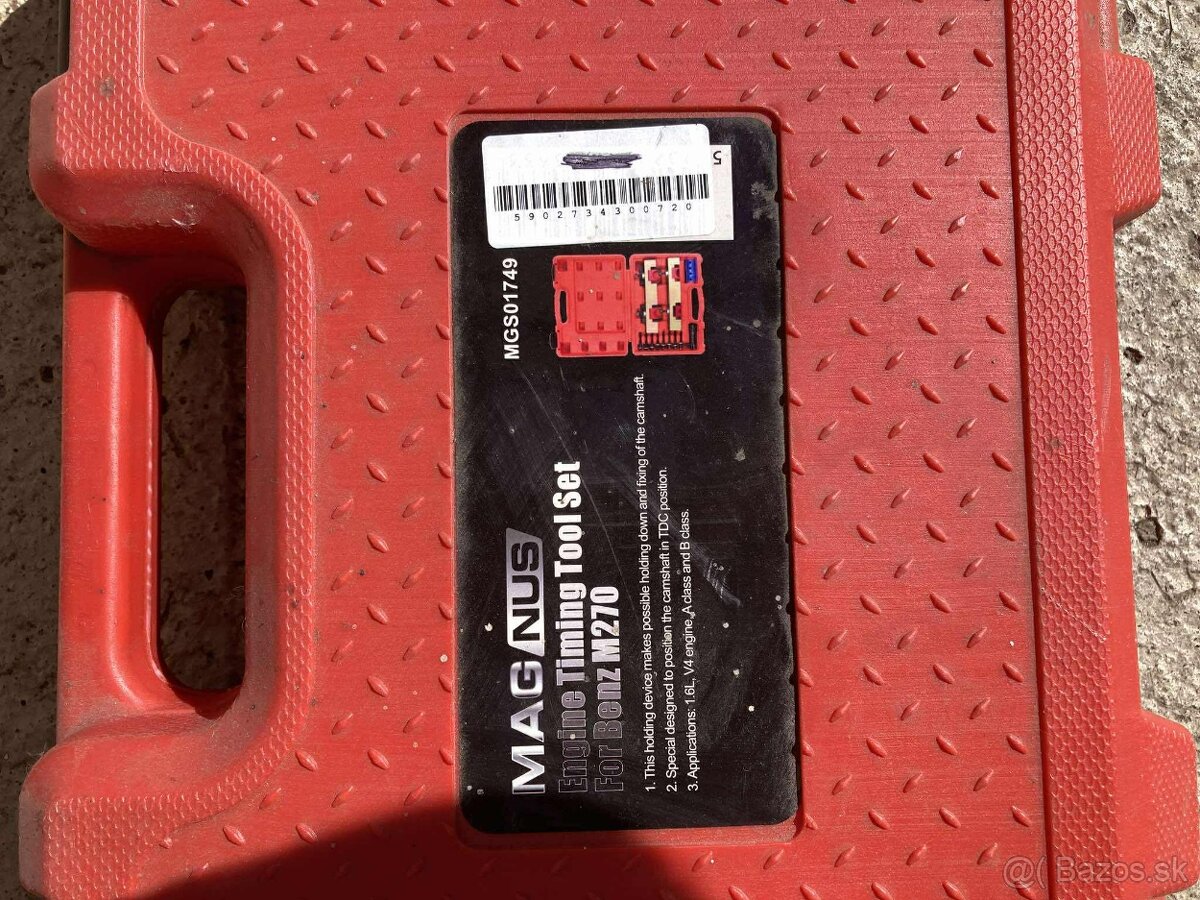 MAGNUS
Engine Timing Tool Set
For Benz M270
1. This holding device makes possible holding down and fixing of the camshaft.
2. Special designed to position the camshaft in TDC position.
3. Applications: 1.6L, V4 engine, A class and B class.
MGS01749
5902734300720
5
@( Bazos.sk